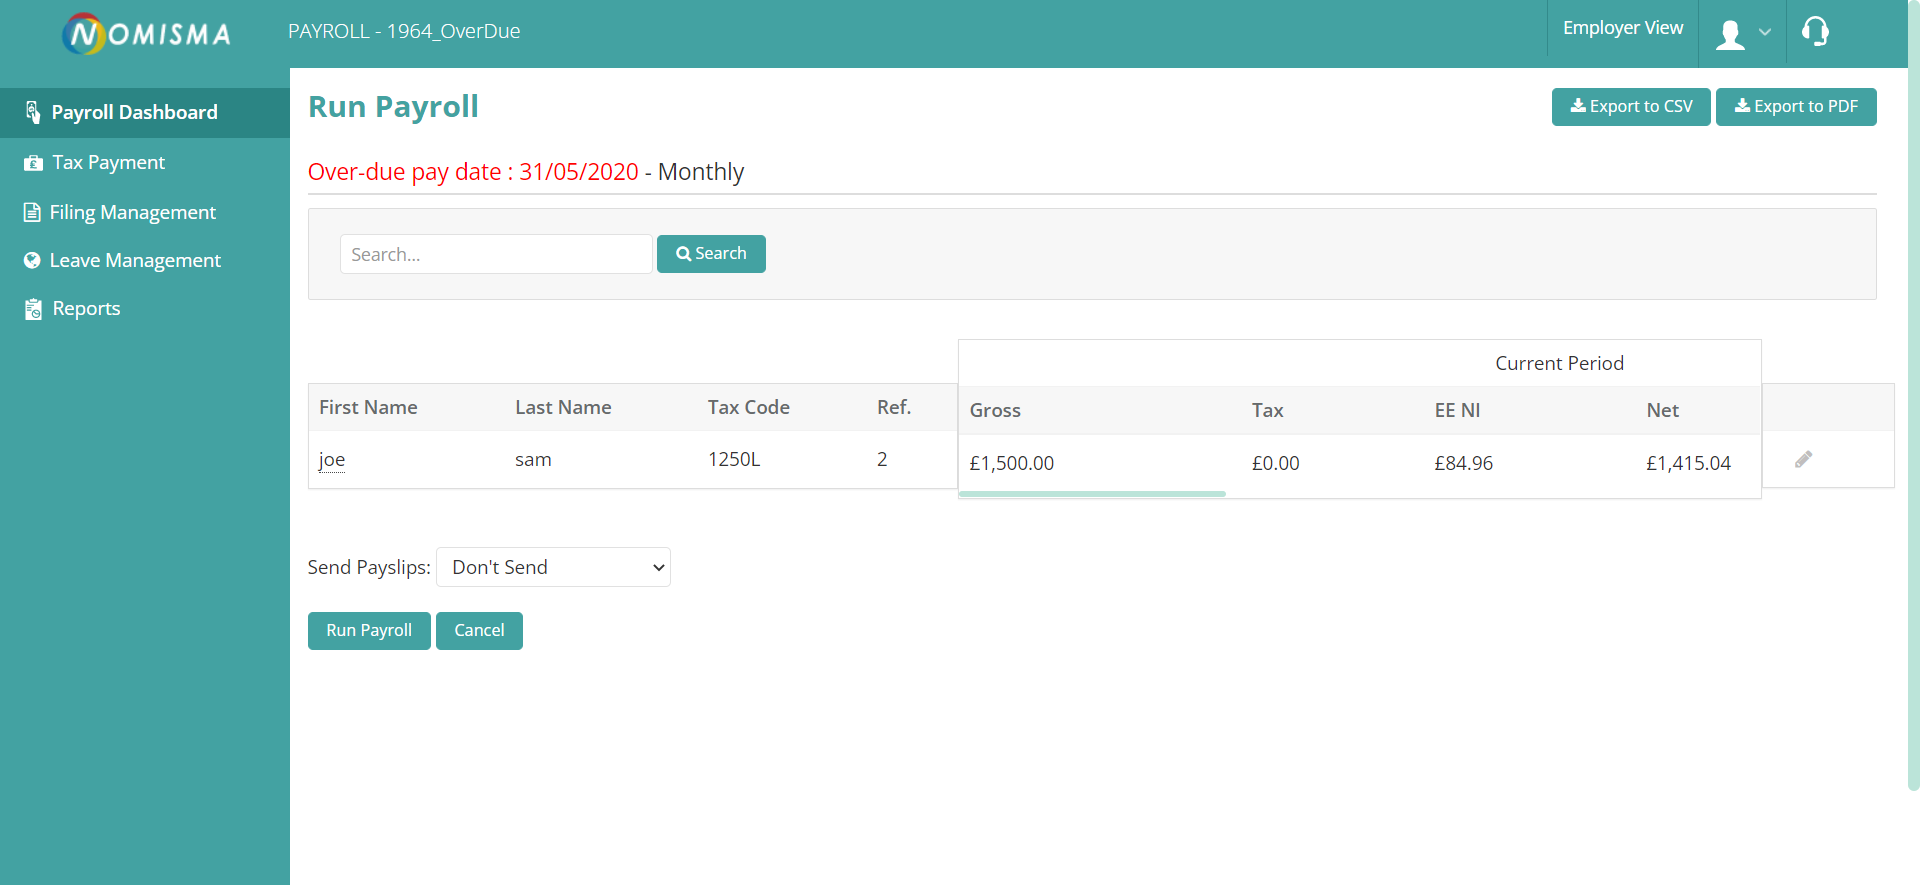 NOMISMA
PAYROLL - 1964_OverDue
Employer View
Payroll Dashboard
Tax Payment
Filing Management
Leave Management
Reports
Run Payroll
Export to CSV
Export to PDF
Over-due pay date : 31/05/2020 - Monthly
Search...
Search
Current Period
First Name Last Name Tax Code Ref. Gross Tax EE NI Net
joe sam 1250L 2 £1,500.00 £0.00 £84.96 £1,415.04
Send Payslips: Don't Send
Run Payroll Cancel